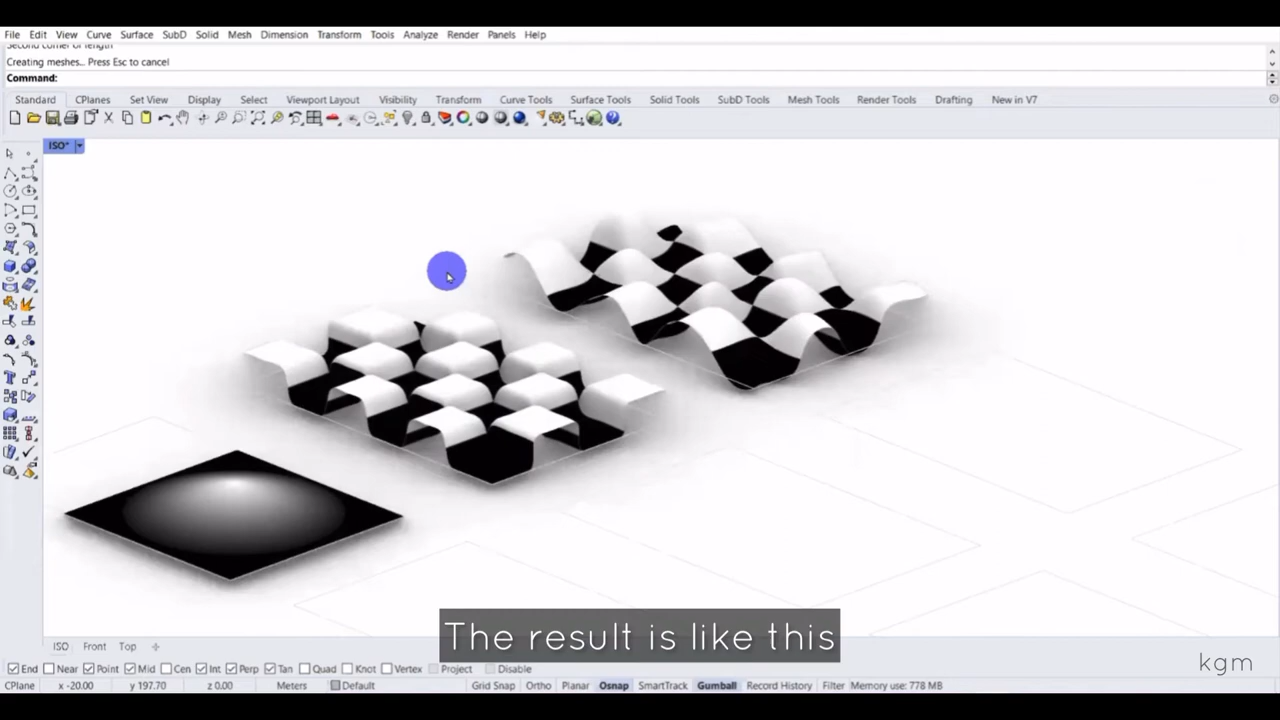 File Edit View Curve Surface SubD Solid Mesh Dimension Transform Tools Analyze Render Panels Help
Second corner or length
Creating meshes... Press Esc to cancel
Command:
Standard CPlanes Set View Display Select Viewport Layout Visibility Transform Curve Tools Surface Tools Solid Tools SubD Tools Mesh Tools Render Tools Drafting New in V7
ISO*
The result is like this
ISO Front Top
kgm
End Near Point Mid Cen Int Perp Tan Quad Knot Vertex Project Disable
CPlane x -20.00 y 197.70 z 0.00 Meters Default Grid Snap Ortho Planar Osnap SmartTrack Gumball Record History Filter Memory use: 778 MB